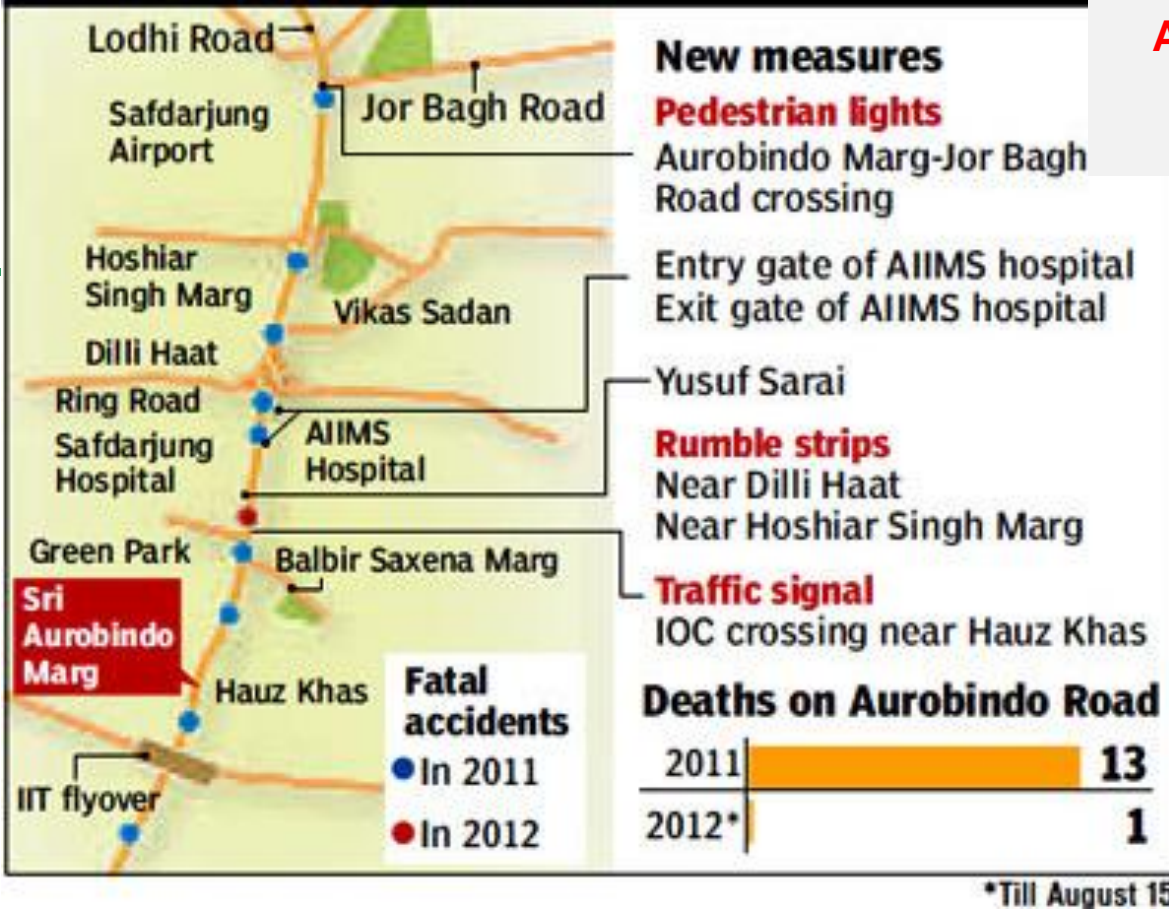 Lodhi Road
Jor Bagh Road
Safdarjung
Airport
Hoshiar
Singh Marg
Vikas Sadan
Dilli Haat
Ring Road
Safdarjung
Hospital
AIIMS
Hospital
Green Park
Balbir Saxena Marg
Sri
Aurobindo
Marg
Hauz Khas
IIT flyover
Fatal
accidents
In 2011
In 2012
New measures
Pedestrian lights
Aurobindo Marg-Jor Bagh
Road crossing
Entry gate of AIIMS hospital
Exit gate of AIIMS hospital
Yusuf Sarai
Rumble strips
Near Dilli Haat
Near Hoshiar Singh Marg
Traffic signal
IOC crossing near Hauz Khas
Deaths on Aurobindo Road
2011 13
2012* 1
*Till August 15